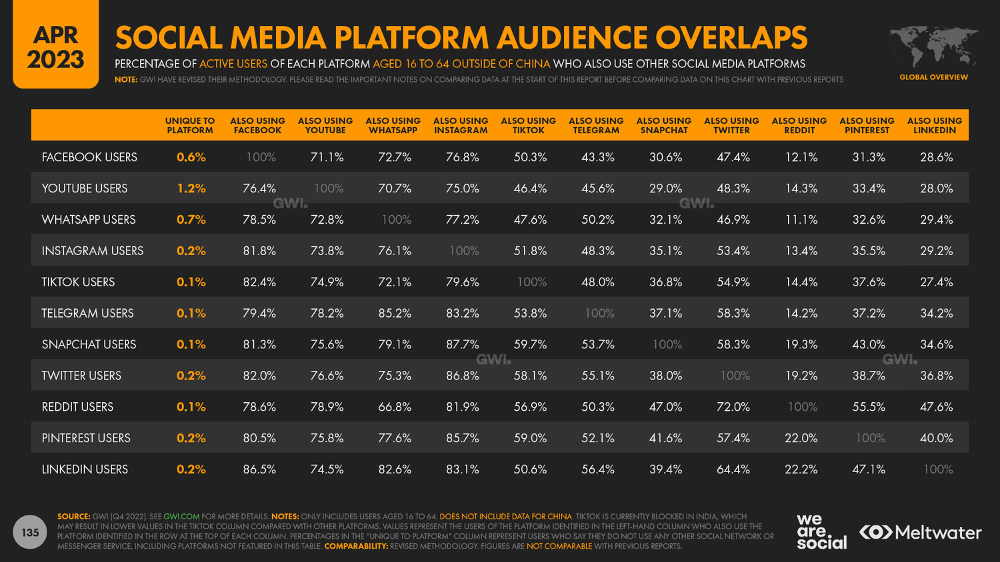 APR
2023
SOCIAL MEDIA PLATFORM AUDIENCE OVERLAPS
PERCENTAGE OF ACTIVE USERS OF EACH PLATFORM AGED 16 TO 64 OUTSIDE OF CHINA WHO ALSO USE OTHER SOCIAL MEDIA PLATFORMS
NOTE: GWI HAVE REVISED THEIR METHODOLOGY. PLEASE READ THE IMPORTANT NOTES ON COMPARING DATA AT THE START OF THIS REPORT BEFORE COMPARING DATA ON THIS CHART WITH PREVIOUS REPORTS
GLOBAL OVERVIEW
UNIQUE TO PLATFORM ALSO USING FACEBOOK ALSO USING YOUTUBE ALSO USING WHATSAPP ALSO USING INSTAGRAM ALSO USING TIKTOK ALSO USING TELEGRAM ALSO USING SNAPCHAT ALSO USING TWITTER ALSO USING REDDIT ALSO USING PINTEREST ALSO USING LINKEDIN
FACEBOOK USERS 0.6% 100% 71.1% 72.7% 76.8% 50.3% 43.3% 30.6% 47.4% 12.1% 31.3% 28.6%
YOUTUBE USERS 1.2% 76.4% 100% 70.7% 75.0% 46.4% 45.6% 29.0% 48.3% 14.3% 33.4% 28.0%
GWI. GWI.
WHATSAPP USERS 0.7% 78.5% 72.8% 100% 77.2% 47.6% 50.2% 32.1% 46.9% 11.1% 32.6% 29.4%
INSTAGRAM USERS 0.2% 81.8% 73.8% 76.1% 100% 51.8% 48.3% 35.1% 53.4% 13.4% 35.5% 29.2%
TIKTOK USERS 0.1% 82.4% 74.9% 72.1% 79.6% 100% 48.0% 36.8% 54.9% 14.4% 37.6% 27.4%
TELEGRAM USERS 0.1% 79.4% 78.2% 85.2% 83.2% 53.8% 100% 37.1% 58.3% 14.2% 37.2% 34.2%
SNAPCHAT USERS 0.1% 81.3% 75.6% 79.1% 87.7% 59.7% 53.7% 100% 58.3% 19.3% 43.0% 34.6%
GWI. GWI.
TWITTER USERS 0.2% 82.0% 76.6% 75.3% 86.8% 58.1% 55.1% 38.0% 100% 19.2% 38.7% 36.8%
REDDIT USERS 0.1% 78.6% 78.9% 66.8% 81.9% 56.9% 50.3% 47.0% 72.0% 100% 55.5% 47.6%
PINTEREST USERS 0.2% 80.5% 75.8% 77.6% 85.7% 59.0% 52.1% 41.6% 57.4% 22.0% 100% 40.0%
LINKEDIN USERS 0.2% 86.5% 74.5% 82.6% 83.1% 50.6% 56.4% 39.4% 64.4% 22.2% 47.1% 100%
135
SOURCE: GWI (Q4 2022). SEE GWI.COM FOR MORE DETAILS. NOTES: ONLY INCLUDES USERS AGED 16 TO 64. DOES NOT INCLUDE DATA FOR CHINA. TIKTOK IS CURRENTLY BLOCKED IN INDIA, WHICH
MAY RESULT IN LOWER VALUES IN THE TIKTOK COLUMN COMPARED WITH OTHER PLATFORMS. VALUES REPRESENT THE USERS OF THE PLATFORM IDENTIFIED IN THE LEFT-HAND COLUMN WHO ALSO USE THE
PLATFORM IDENTIFIED IN THE ROW AT THE TOP OF EACH COLUMN. PERCENTAGES IN THE “UNIQUE TO PLATFORM” COLUMN REPRESENT USERS WHO SAY THEY DO NOT USE ANY OTHER SOCIAL NETWORK OR
MESSENGER SERVICE, INCLUDING PLATFORMS NOT FEATURED IN THIS TABLE. COMPARABILITY: REVISED METHODOLOGY. FIGURES ARE NOT COMPARABLE WITH PREVIOUS REPORTS.
we
are
social
Meltwater